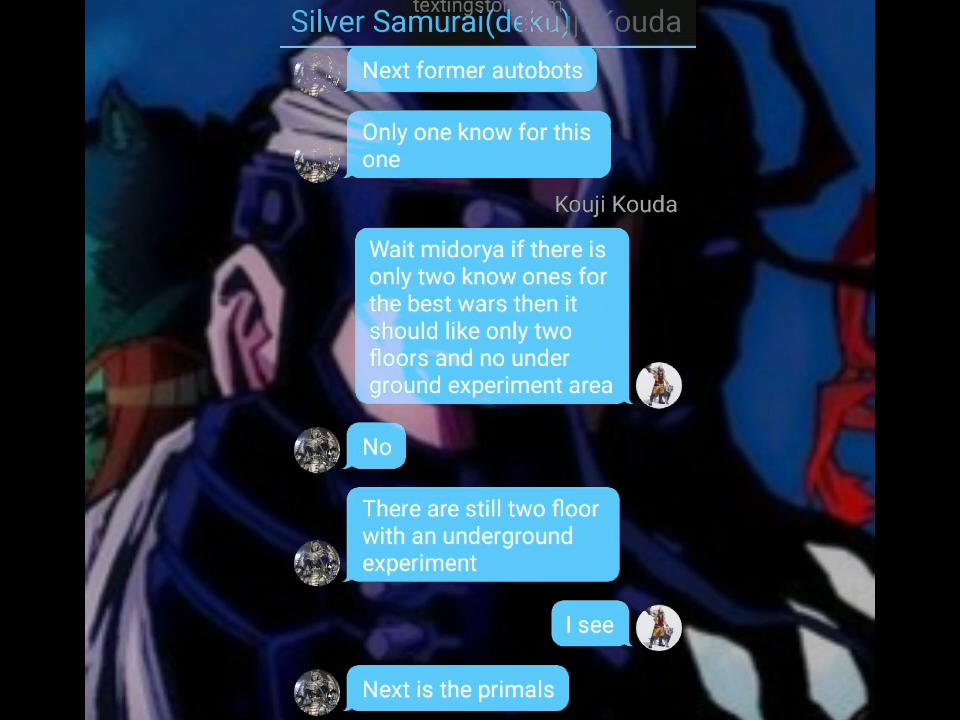 Silver Samurai(deku) Kouda
Next former autobots
Only one know for this
one
Kouji Kouda
Wait midorya if there is
only two know ones for
the best wars then it
should like only two
floors and no under
ground experiment area
No
There are still two floor
with an underground
experiment
I see
Next is the primals